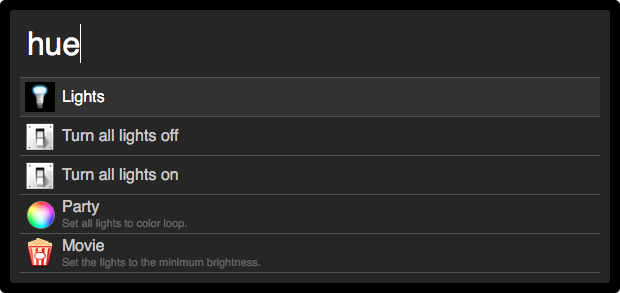 hue
Lights
Turn all lights off
Turn all lights on
Party
Set all lights to color loop.
Movie
Set the lights to the minimum brightness.